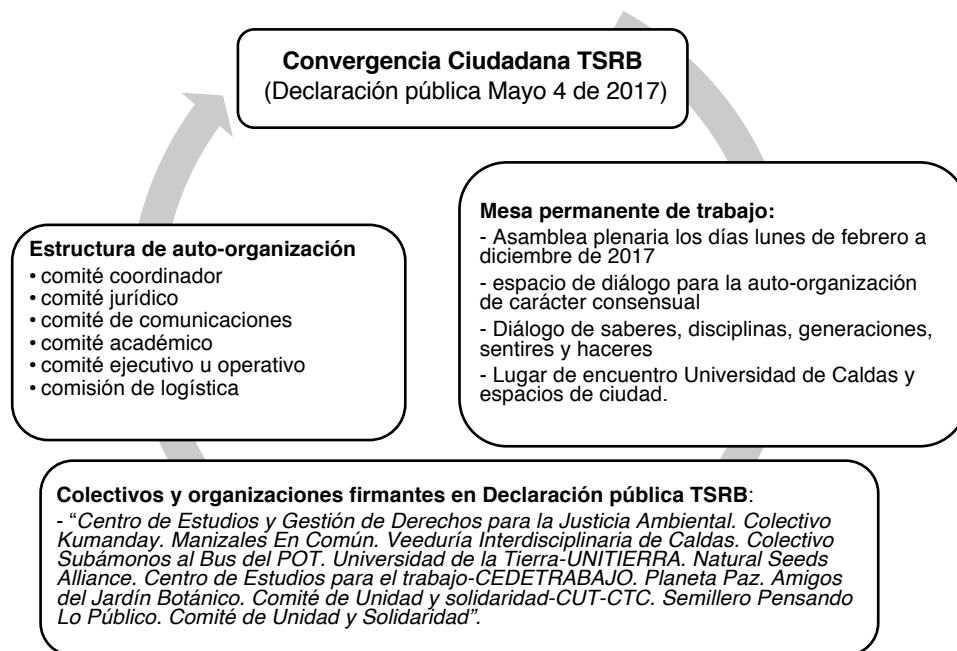 Convergencia Ciudadana TSRB
(Declaración pública Mayo 4 de 2017)
Mesa permanente de trabajo:
- Asamblea plenaria los días lunes de febrero a
diciembre de 2017
- espacio de diálogo para la auto-organización
de carácter consensual
- Diálogo de saberes, disciplinas, generaciones,
sentires y haceres
- Lugar de encuentro Universidad de Caldas y
espacios de ciudad.
Colectivos y organizaciones firmantes en Declaración pública TSRB:
- “Centro de Estudios y Gestión de Derechos para la Justicia Ambiental. Colectivo
Kumanday. Manizales En Común. Veeduría Interdisciplinaria de Caldas. Colectivo
Subámonos al Bus del POT. Universidad de la Tierra-UNITIERRA. Natural Seeds
Alliance. Centro de Estudios para el trabajo-CEDETRABAJO. Planeta Paz. Amigos
del Jardín Botánico. Comité de Unidad y solidaridad-CUT-CTC. Semillero Pensando
Lo Público. Comité de Unidad y Solidaridad”.
Estructura de auto-organización
• comité coordinador
• comité jurídico
• comité de comunicaciones
• comité académico
• comité ejecutivo u operativo
• comisión de logística